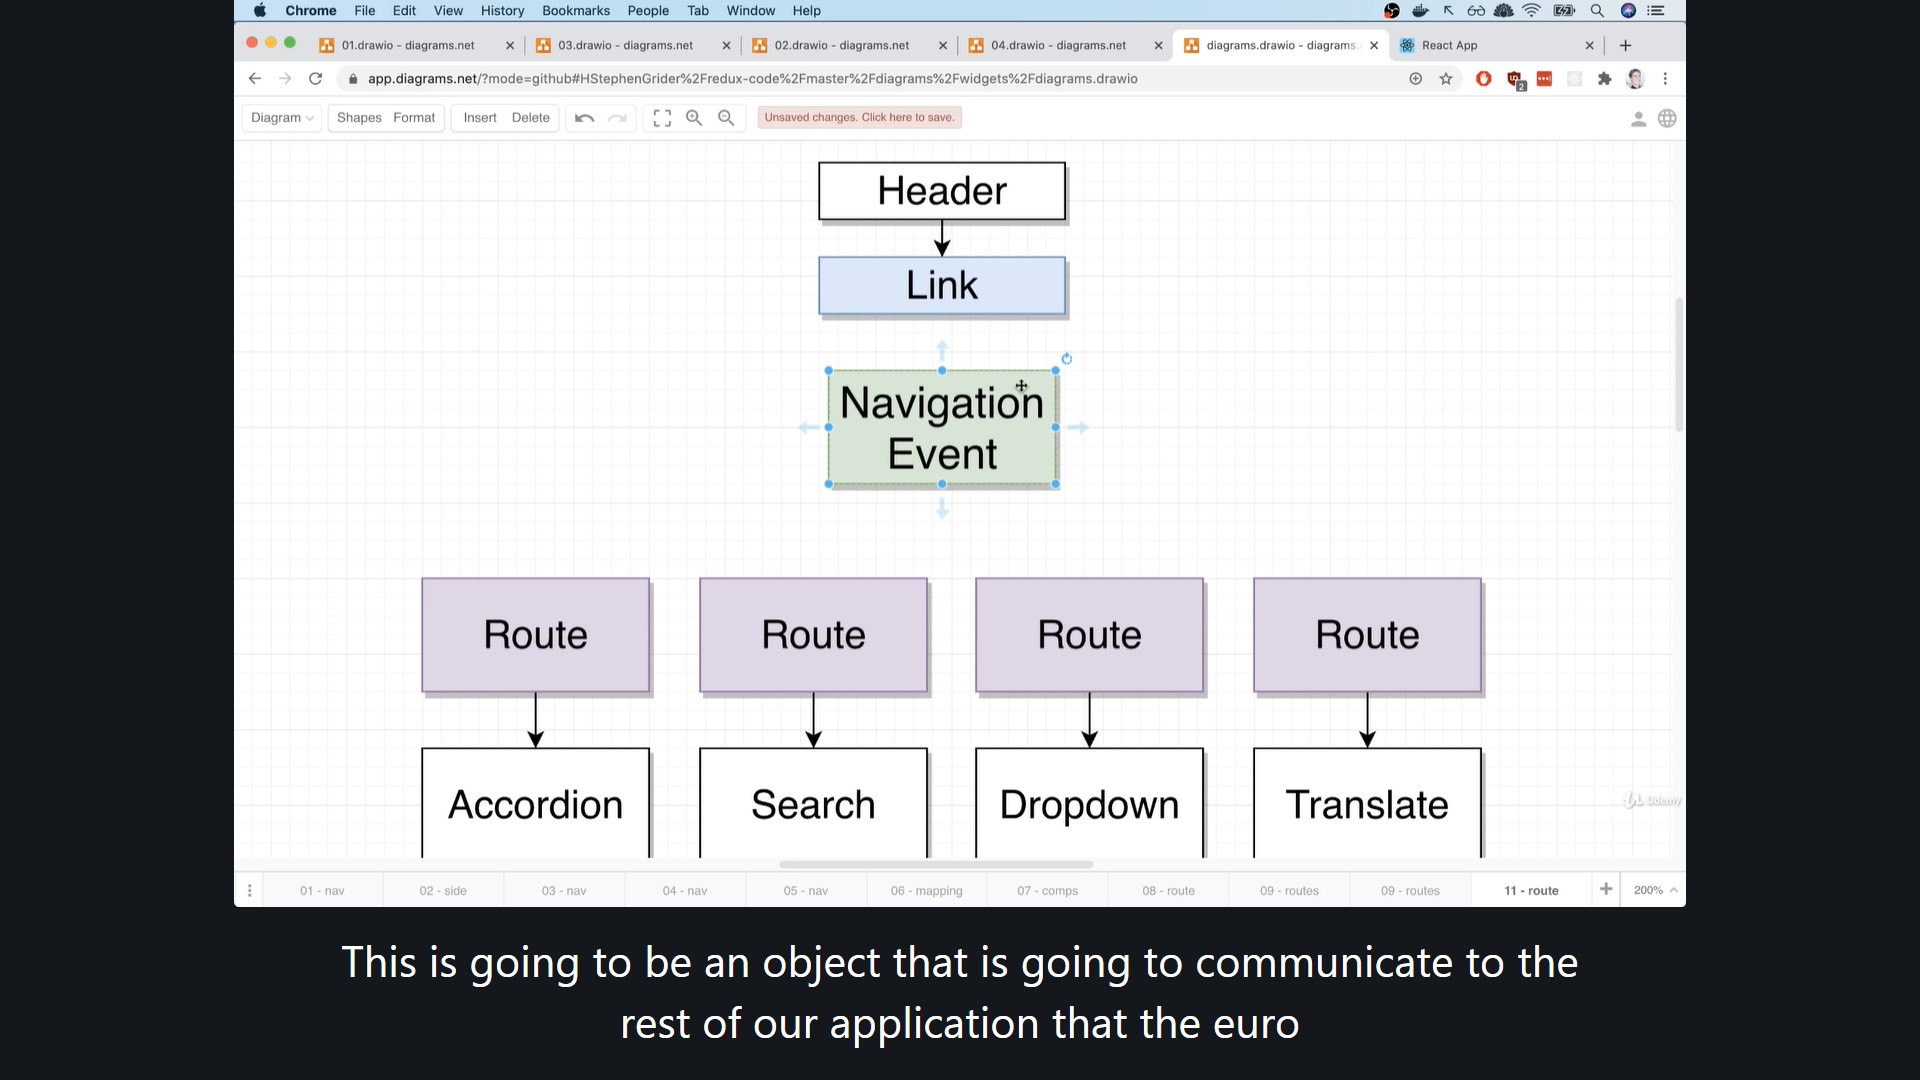 Chrome File Edit View History Bookmarks People Tab Window Help
01.drawio - diagrams.net 03.drawio - diagrams.net 02.drawio - diagrams.net 04.drawio - diagrams.net diagrams.drawio - diagrams. React App
app.diagrams.net/?mode=github#HStephenGrider%2Fredux-code%2Fmaster%2Fdiagrams%2Fwidgets%2Fdiagrams.drawio 2
Diagram Shapes Format Insert Delete Unsaved changes. Click here to save.
Header
Link
Navigation
Event
Route Route Route Route
Accordion Search Dropdown Translate
Udemy
01 - nav 02 - side 03 - nav 04 - nav 05 - nav 06 - mapping 07 - comps 08 - route 09 - routes 09 - routes 11 - route 200%
This is going to be an object that is going to communicate to the
rest of our application that the euro